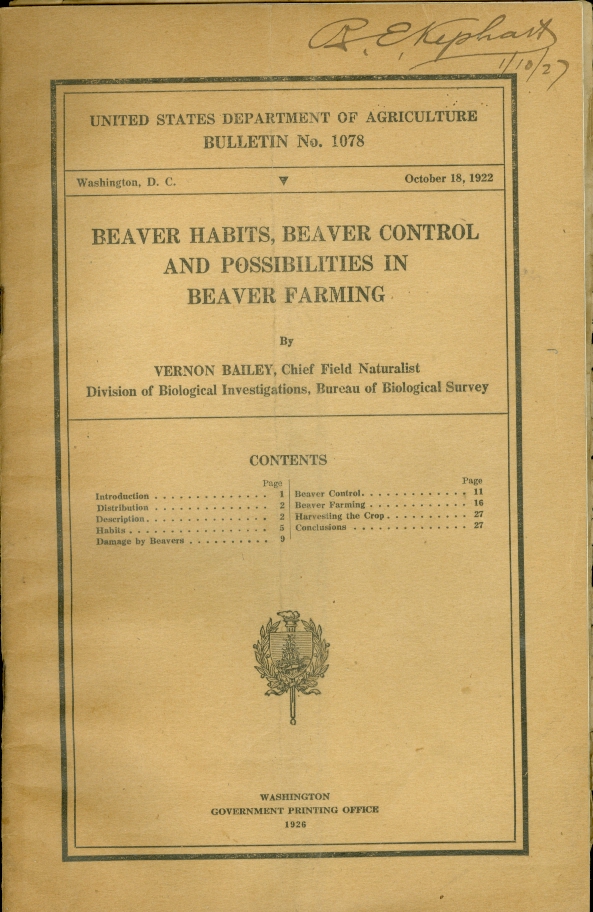 R. E. Kephart
1/10/27
UNITED STATES DEPARTMENT OF AGRICULTURE
BULLETIN No. 1078
Washington, D. C. October 18, 1922
BEAVER HABITS, BEAVER CONTROL
AND POSSIBILITIES IN
BEAVER FARMING
By
VERNON BAILEY, Chief Field Naturalist
Division of Biological Investigations, Bureau of Biological Survey
CONTENTS
Page
Introduction . . . . . . . . . . . . . . 1
Distribution . . . . . . . . . . . . . . 2
Description . . . . . . . . . . . . . . 2
Habits . . . . . . . . . . . . . . . . . 5
Damage by Beavers . . . . . . . . . . 9
Page
Beaver Control . . . . . . . . . . . . . 11
Beaver Farming . . . . . . . . . . . . 16
Harvesting the Crop . . . . . . . . . . 27
Conclusions . . . . . . . . . . . . . . 27
WASHINGTON
GOVERNMENT PRINTING OFFICE
1926